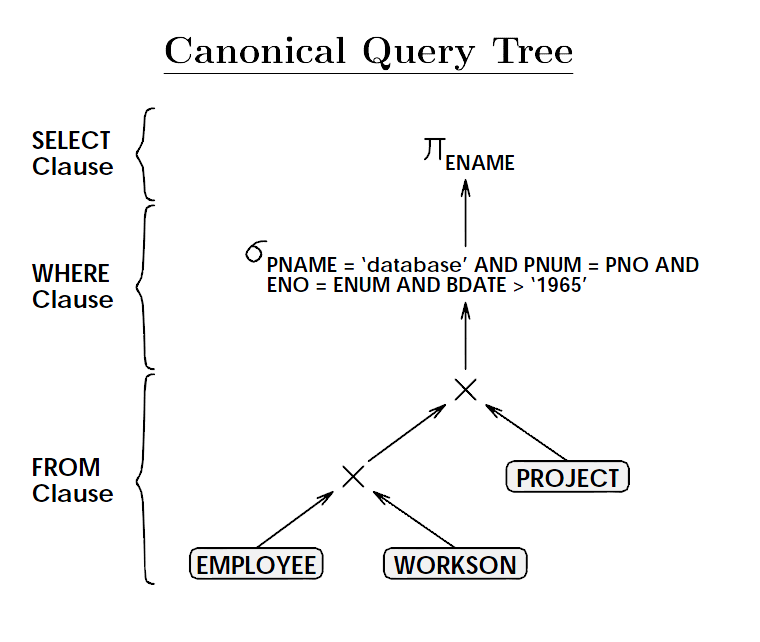 Canonical Query Tree
SELECT
Clause
π ENAME
WHERE
Clause
σ PNAME = ‘database’ AND PNUM = PNO AND
ENO = ENUM AND BDATE > ‘1965’
×
FROM
Clause
×
PROJECT
EMPLOYEE
WORKSON